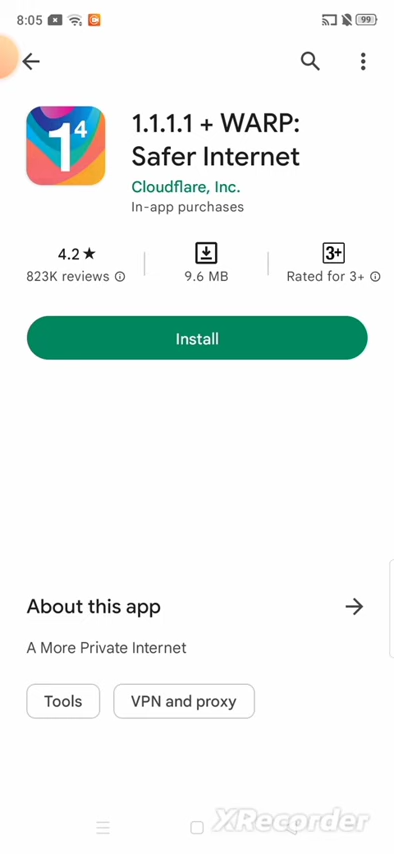 8:05
99
1.1.1.1 + WARP:
Safer Internet
Cloudflare, Inc.
In-app purchases
1⁴
4.2★
823K reviews
9.6 MB
3+
Rated for 3+
Install
About this app
A More Private Internet
Tools
VPN and proxy
XRecorder